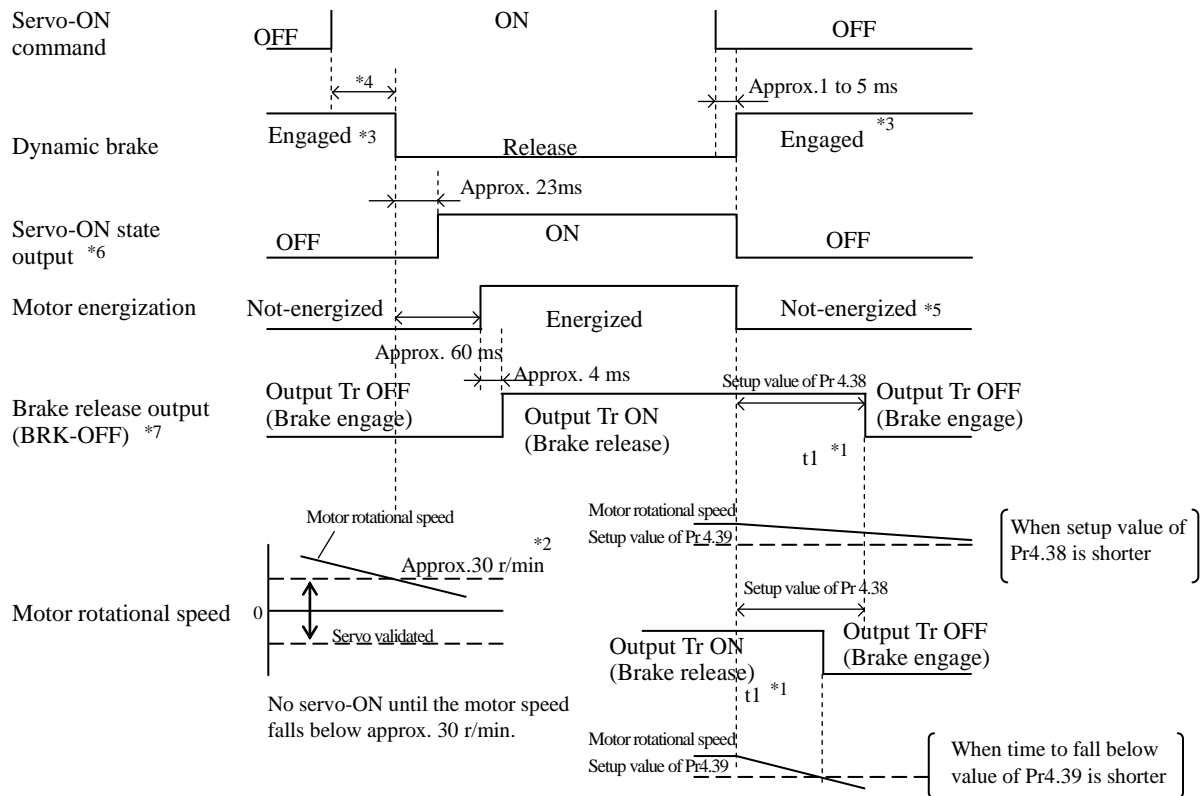 Servo-ON
command
OFF
ON
OFF
*4
Approx.1 to 5 ms
Dynamic brake
Engaged *3
Release
Engaged *3
Approx. 23ms
Servo-ON state
output *6
OFF
ON
OFF
Motor energization
Not-energized
Energized
Not-energized *5
Approx. 60 ms
Approx. 4 ms
Setup value of Pr 4.38
Brake release output
(BRK-OFF) *7
Output Tr OFF
(Brake engage)
Output Tr ON
(Brake release)
Output Tr OFF
(Brake engage)
t1 *1
Motor rotational speed
Setup value of Pr 4.39
When setup value of
Pr4.38 is shorter
Motor rotational speed
Approx.30 r/min *2
Motor rotational speed
0
Servo validated
No servo-ON until the motor speed
falls below approx. 30 r/min.
Setup value of Pr 4.38
Output Tr ON
(Brake release)
Output Tr OFF
(Brake engage)
t1 *1
Motor rotational speed
Setup value of Pr4.39
When time to fall below
value of Pr4.39 is shorter